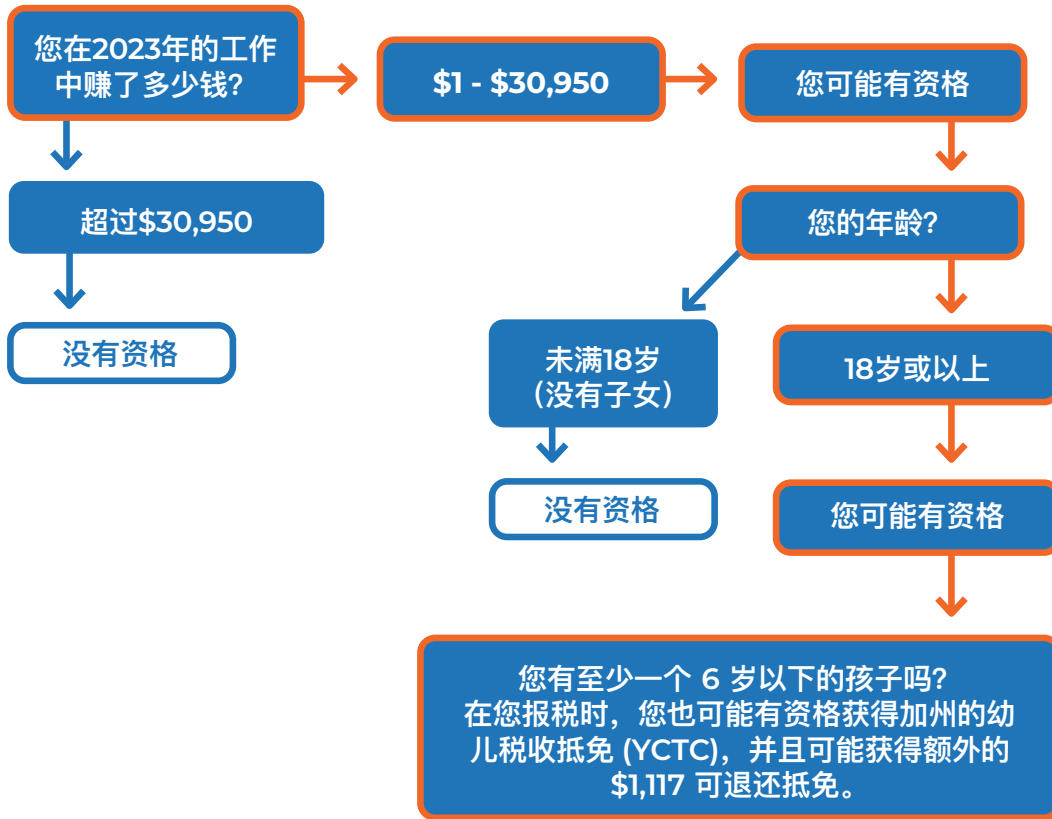 您在2023年的工作
中赚了多少钱？
$1 - $30,950
您可能有资格
超过$30,950
没有资格
您的年龄？
未满18岁
（没有子女）
没有资格
18岁或以上
您可能有资格
您有至少一个 6 岁以下的孩子吗？
在您报税时，您也可能有资格获得加州的幼
儿税收抵免 (YCTC)，并且可能获得额外的
$1,117 可退还抵免。